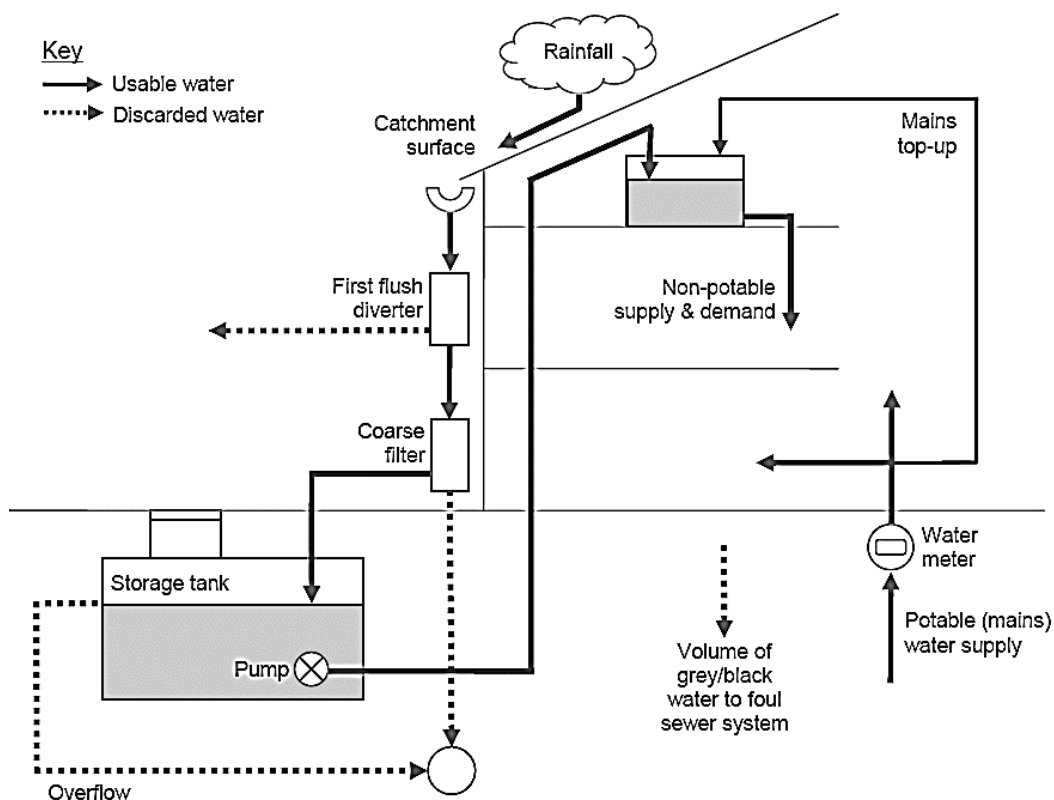 Key
Usable water
Discarded water
Rainfall
Catchment
surface
Mains
top-up
First flush
diverter
Non-potable
supply & demand
Coarse
filter
Water
meter
Storage tank
Potable (mains)
water supply
Pump
Volume of
grey/black
water to foul
sewer system
Overflow